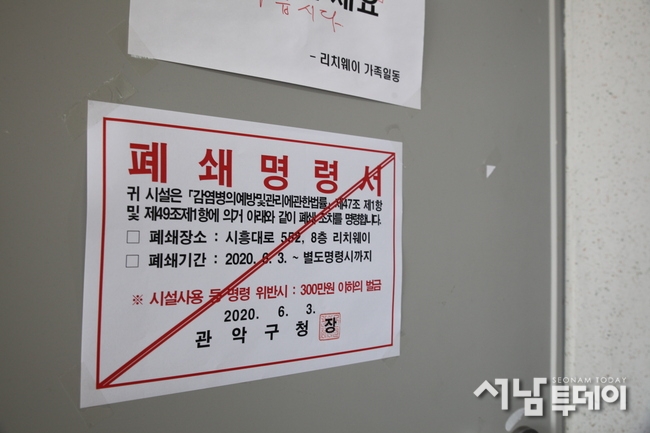 - 리치웨이 가족일동
폐 쇄 명 령 서
귀 시설은 「감염병의예방및관리에관한법률」 제47조 제1항
및 제49조제1항에 의거 아래와 같이 폐쇄 조치를 명령합니다.
□ 폐쇄장소 : 시흥대로 552, 8층 리치웨이
□ 폐쇄기간 : 2020. 6. 3. ~ 별도명령시까지
※ 시설사용 등 명령 위반시 : 300만원 이하의 벌금
2020. 6. 3.
관 악 구 청 장
SEONAM TODAY
서남투데이